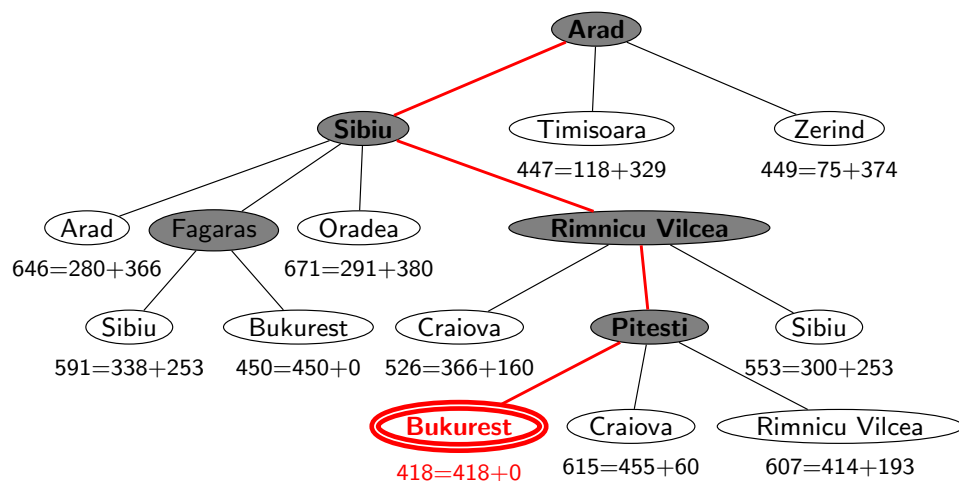 Arad
Sibiu Timisoara Zerind
447=118+329 449=75+374
Arad Fagaras Oradea Rimnicu Vilcea
646=280+366 671=291+380
Sibiu Bukurest Craiova Pitesti Sibiu
591=338+253 450=450+0 526=366+160 553=300+253
Bukurest Craiova Rimnicu Vilcea
418=418+0 615=455+60 607=414+193